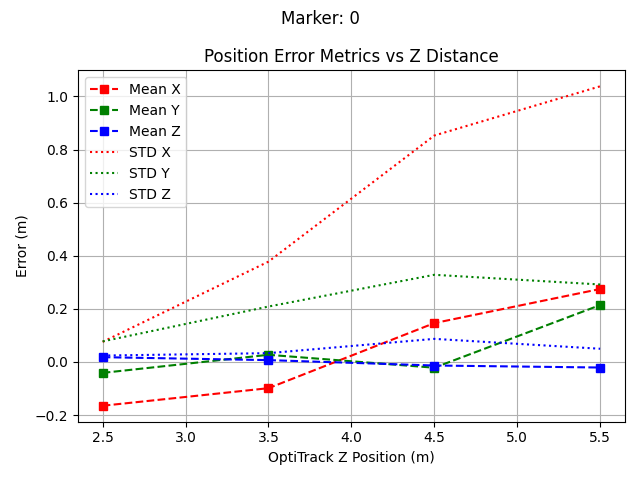 Marker: 0
Position Error Metrics vs Z Distance
Mean X
Mean Y
Mean Z
STD X
STD Y
STD Z
1.0
0.8
0.6
0.4
0.2
0.0
−0.2
Error (m)
2.5 3.0 3.5 4.0 4.5 5.0 5.5
OptiTrack Z Position (m)